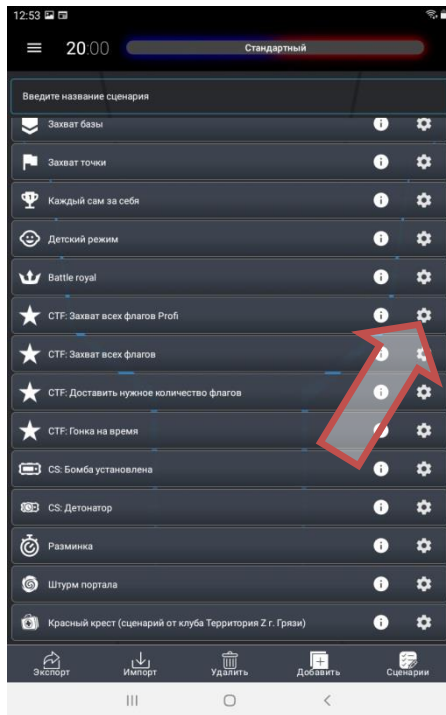 12:53
20:00 Стандартный
Введите название сценария
Захват базы
Захват точки
Каждый сам за себя
Детский режим
Battle royal
CTF: Захват всех флагов Profi
CTF: Захват всех флагов
CTF: Доставить нужное количество флагов
CTF: Гонка на время
CS: Бомба установлена
CS: Детонатор
Разминка
Штурм портала
Красный крест (сценарий от клуба Территория Z г. Грязи)
Экспорт Импорт Удалить Добавить Сценарии